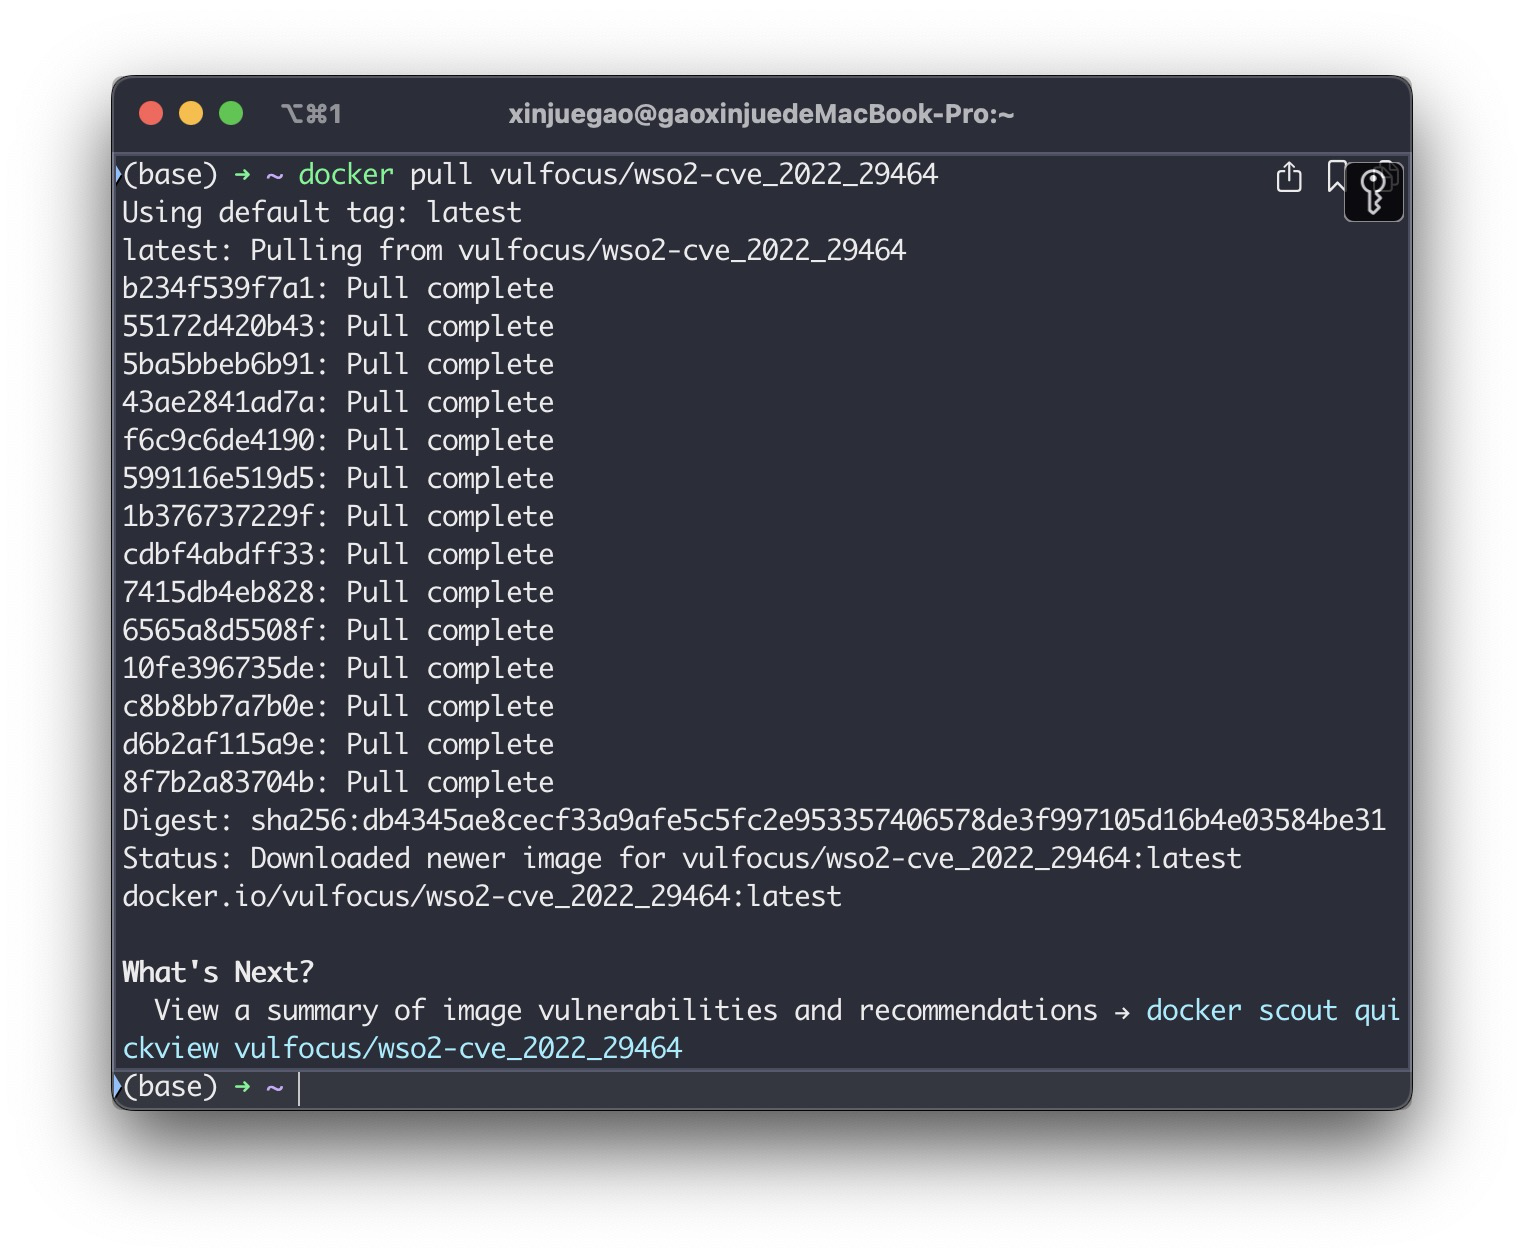 ⌥⌘1
xinjuegao@gaoxinjuedeMacBook-Pro:~
(base) → ~ docker pull vulfocus/wso2-cve_2022_29464
Using default tag: latest
latest: Pulling from vulfocus/wso2-cve_2022_29464
b234f539f7a1: Pull complete
55172d420b43: Pull complete
5ba5bbeb6b91: Pull complete
43ae2841ad7a: Pull complete
f6c9c6de4190: Pull complete
599116e519d5: Pull complete
1b376737229f: Pull complete
cdbf4abdff33: Pull complete
7415db4eb828: Pull complete
6565a8d5508f: Pull complete
10fe396735de: Pull complete
c8b8bb7a7b0e: Pull complete
d6b2af115a9e: Pull complete
8f7b2a83704b: Pull complete
Digest: sha256:db4345ae8cecf33a9afe5c5fc2e953357406578de3f997105d16b4e03584be31
Status: Downloaded newer image for vulfocus/wso2-cve_2022_29464:latest
docker.io/vulfocus/wso2-cve_2022_29464:latest
What's Next?
View a summary of image vulnerabilities and recommendations → docker scout qui
ckview vulfocus/wso2-cve_2022_29464
(base) → ~